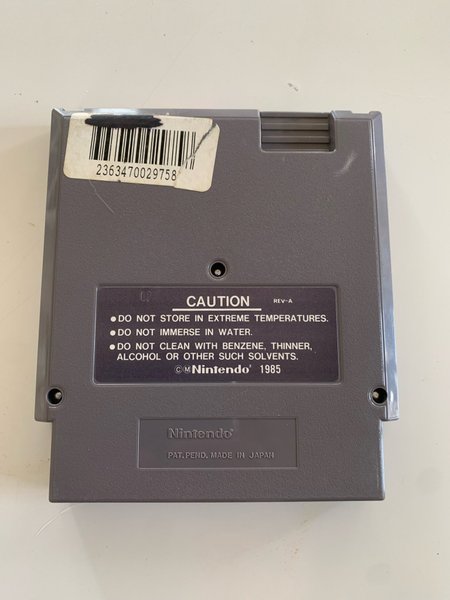 2363470029758
CAUTION REV-A
● DO NOT STORE IN EXTREME TEMPERATURES.
● DO NOT IMMERSE IN WATER.
● DO NOT CLEAN WITH BENZENE, THINNER,
ALCOHOL OR OTHER SUCH SOLVENTS.
©Ⓜ Nintendo® 1985
Nintendo®
PAT. PEND. MADE IN JAPAN